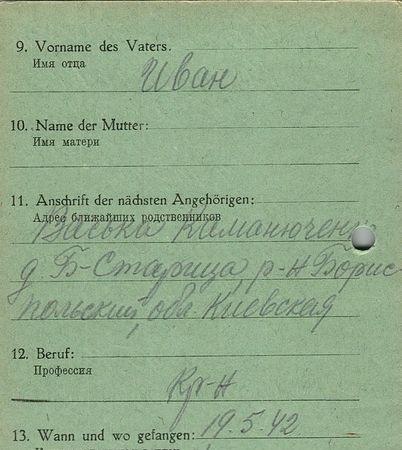 9. Vorname des Vaters.
Имя отца
Иван
10. Name der Mutter:
Имя матери
11. Anschrift der nächsten Angehörigen:
Адрес ближайших родственников
Васька
д. Б-Старица р-н Борис
польский, обл. Киевская
12. Beruf:
Профессия
Кр-н
13. Wann und wo gefangen: 19.5.42